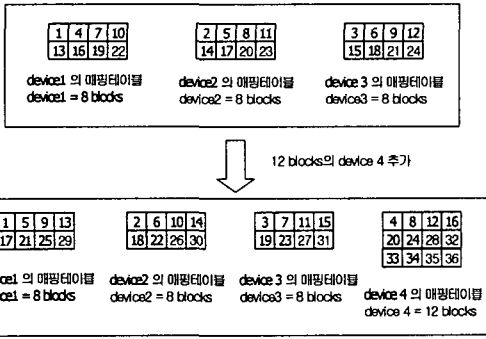 1 4 7 10
13 16 19 22
2 5 8 11
14 17 20 23
3 6 9 12
15 18 21 24
device1 의 매핑테이블
device1 = 8 blocks
device2 의 매핑테이블
device2 = 8 blocks
device 3 의 매핑테이블
device3 = 8 blocks
12 blocks의 device 4 추가
1 5 9 13
17 21 25 29
2 6 10 14
18 22 26 30
3 7 11 15
19 23 27 31
4 8 12 16
20 24 28 32
33 34 35 36
ce1 의 매핑테이블
ce1 = 8 blocks
device2 의 매핑테이블
device2 = 8 blocks
device 3 의 매핑테이블
device3 = 8 blocks
device 4 의 매핑테이블
device 4 = 12 blocks